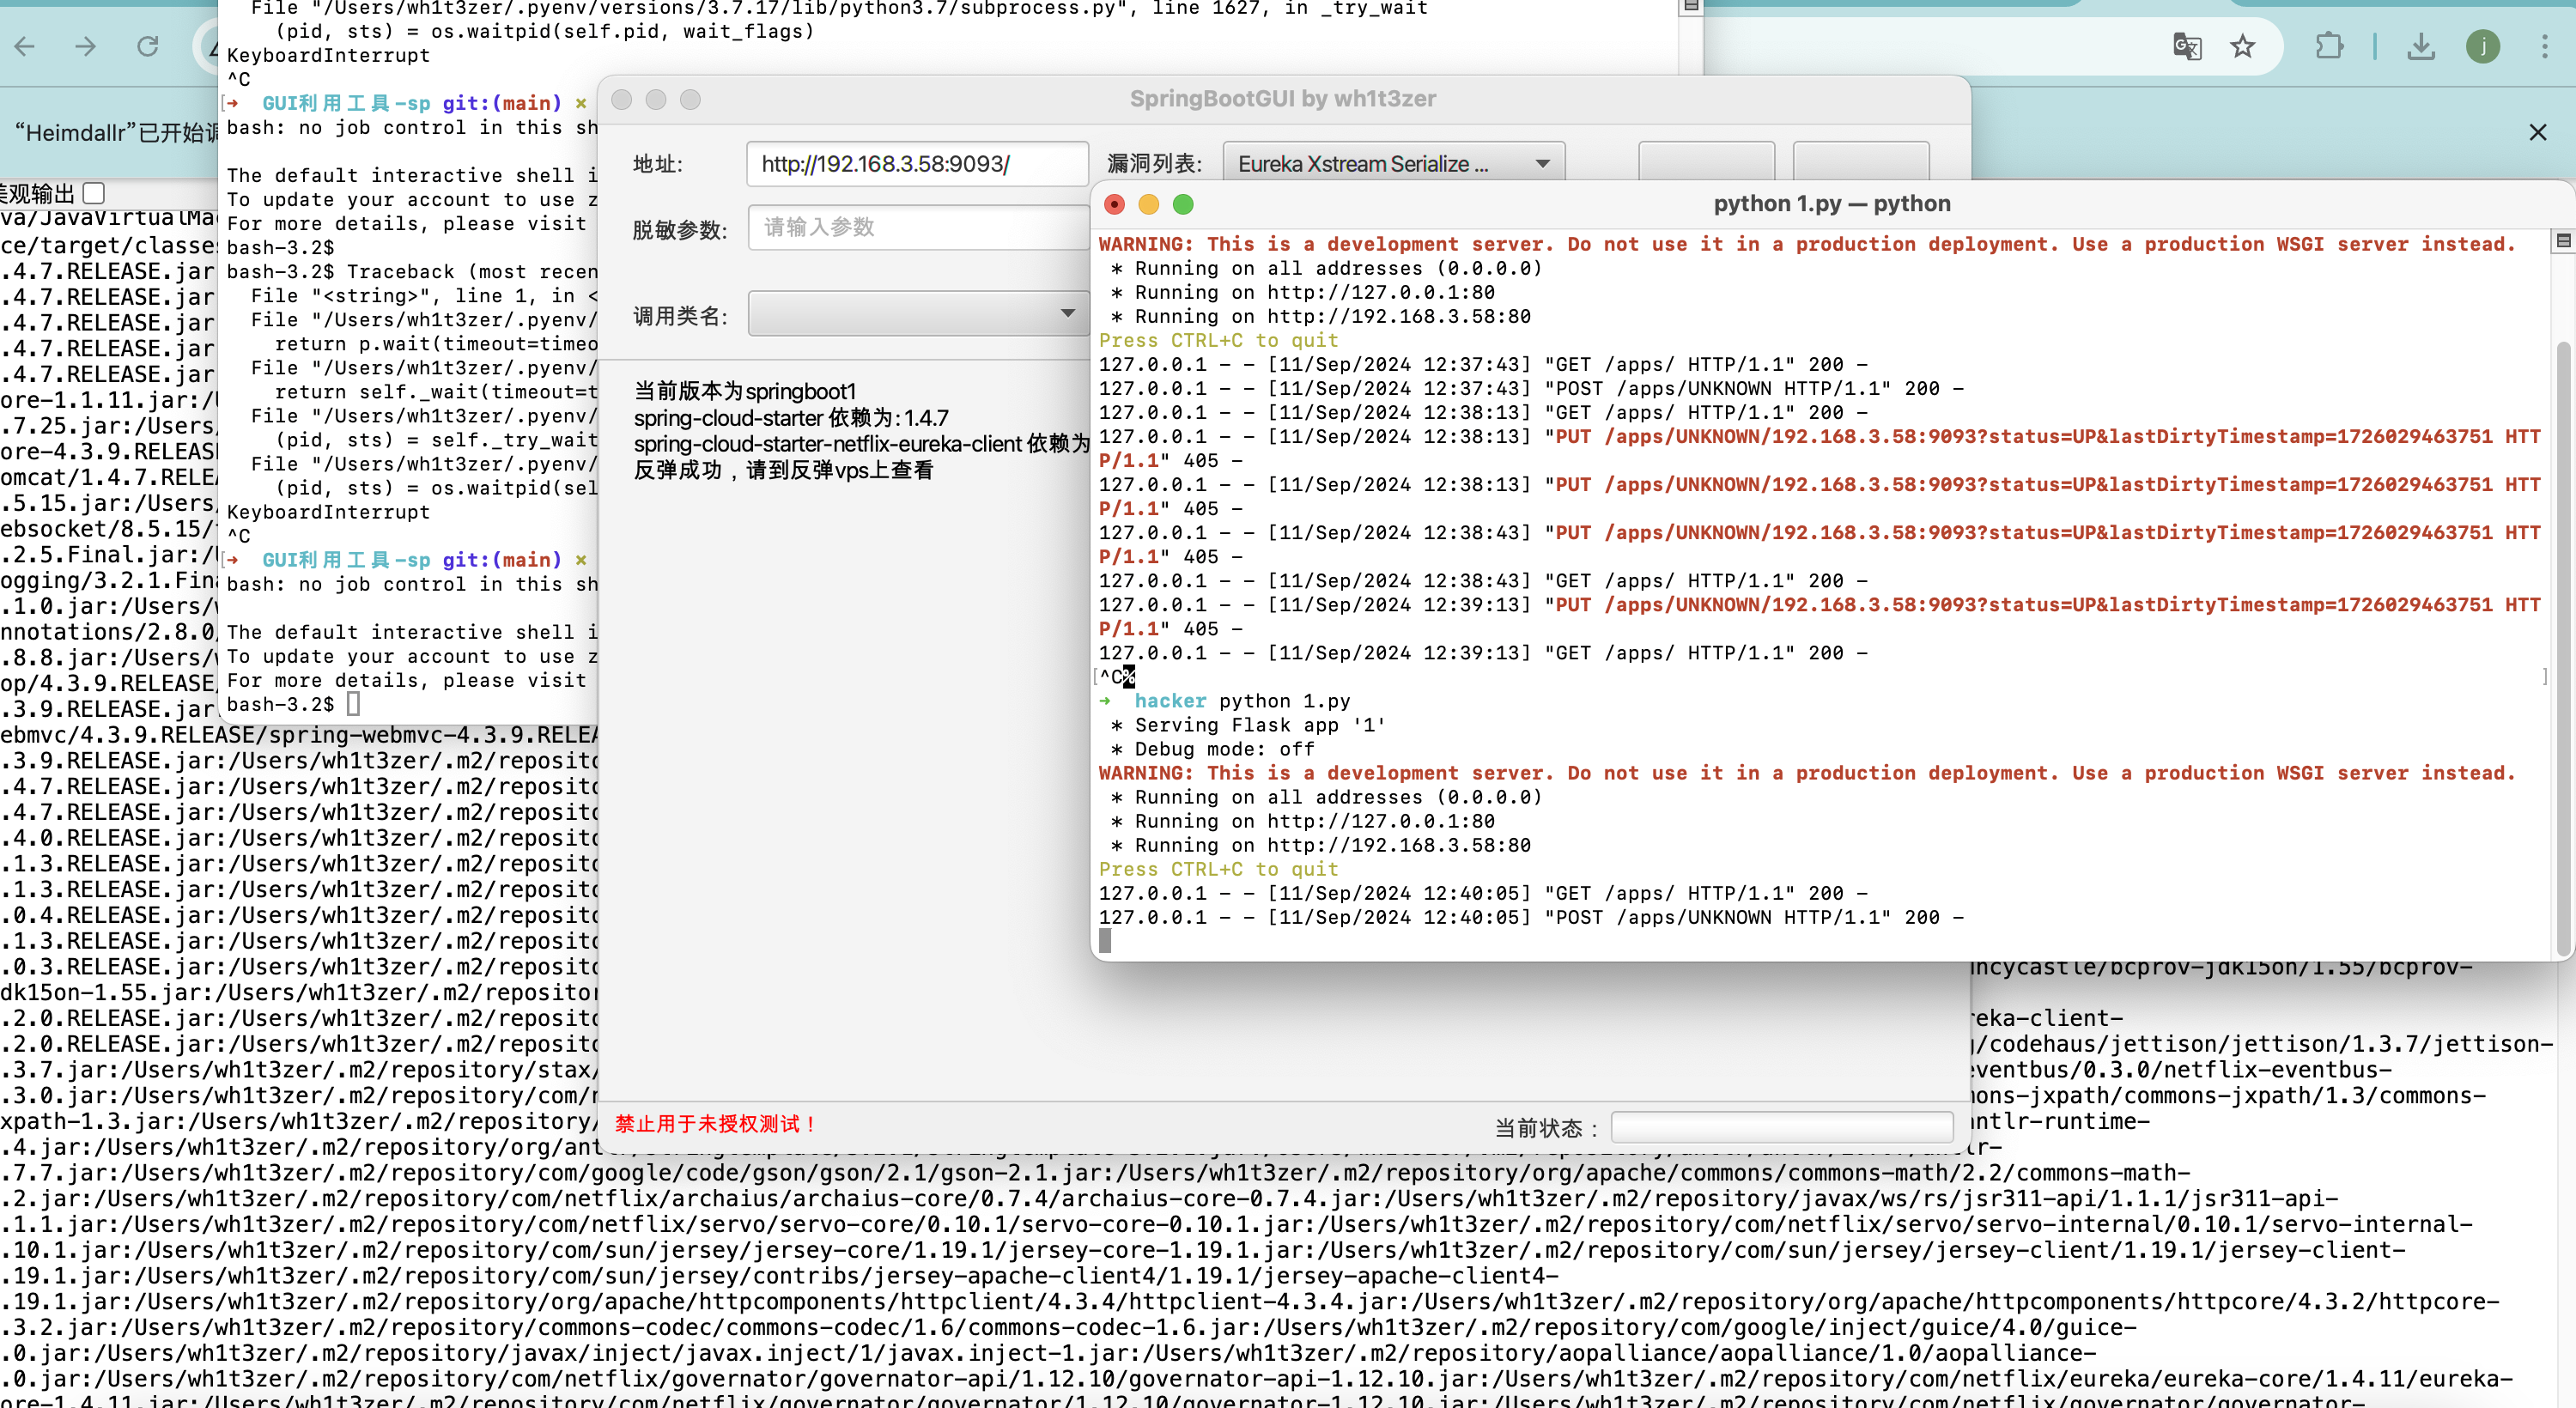 File "/Users/wh1t3zer/.pyenv/versions/3.7.17/lib/python3.7/subprocess.py", line 1627, in _try_wait
(pid, sts) = os.waitpid(self.pid, wait_flags)
KeyboardInterrupt
^C
[➜  GUI利用工具-sp git:(main) ×
bash: no job control in this sh
The default interactive shell i
To update your account to use z
For more details, please visit
bash-3.2$
bash-3.2$ Traceback (most recen
File "<string>", line 1, in <
File "/Users/wh1t3zer/.pyenv/
return p.wait(timeout=timeo
File "/Users/wh1t3zer/.pyenv/
return self._wait(timeout=t
File "/Users/wh1t3zer/.pyenv/
(pid, sts) = self._try_wait
File "/Users/wh1t3zer/.pyenv/
(pid, sts) = os.waitpid(sel
KeyboardInterrupt
^C
[➜  GUI利用工具-sp git:(main) ×
bash: no job control in this sh
The default interactive shell i
To update your account to use z
For more details, please visit
bash-3.2$
j
“Heimdallr”已开始调
美观输出
SpringBootGUI by wh1t3zer
地址:
http://192.168.3.58:9093/
漏洞列表:
Eureka Xstream Serialize ...
脱敏参数:
请输入参数
调用类名:
当前版本为springboot1
spring-cloud-starter 依赖为: 1.4.7
spring-cloud-starter-netflix-eureka-client 依赖为
反弹成功，请到反弹vps上查看
禁止用于未授权测试！
当前状态：
python 1.py — python
WARNING: This is a development server. Do not use it in a production deployment. Use a production WSGI server instead.
* Running on all addresses (0.0.0.0)
* Running on http://127.0.0.1:80
* Running on http://192.168.3.58:80
Press CTRL+C to quit
127.0.0.1 - - [11/Sep/2024 12:37:43] "GET /apps/ HTTP/1.1" 200 -
127.0.0.1 - - [11/Sep/2024 12:37:43] "POST /apps/UNKNOWN HTTP/1.1" 200 -
127.0.0.1 - - [11/Sep/2024 12:38:13] "GET /apps/ HTTP/1.1" 200 -
127.0.0.1 - - [11/Sep/2024 12:38:13] "PUT /apps/UNKNOWN/192.168.3.58:9093?status=UP&lastDirtyTimestamp=1726029463751 HTT
P/1.1" 405 -
127.0.0.1 - - [11/Sep/2024 12:38:13] "PUT /apps/UNKNOWN/192.168.3.58:9093?status=UP&lastDirtyTimestamp=1726029463751 HTT
P/1.1" 405 -
127.0.0.1 - - [11/Sep/2024 12:38:43] "PUT /apps/UNKNOWN/192.168.3.58:9093?status=UP&lastDirtyTimestamp=1726029463751 HTT
P/1.1" 405 -
127.0.0.1 - - [11/Sep/2024 12:38:43] "GET /apps/ HTTP/1.1" 200 -
127.0.0.1 - - [11/Sep/2024 12:39:13] "PUT /apps/UNKNOWN/192.168.3.58:9093?status=UP&lastDirtyTimestamp=1726029463751 HTT
P/1.1" 405 -
127.0.0.1 - - [11/Sep/2024 12:39:13] "GET /apps/ HTTP/1.1" 200 -
[^C%
➜  hacker python 1.py
* Serving Flask app '1'
* Debug mode: off
WARNING: This is a development server. Do not use it in a production deployment. Use a production WSGI server instead.
* Running on all addresses (0.0.0.0)
* Running on http://127.0.0.1:80
* Running on http://192.168.3.58:80
Press CTRL+C to quit
127.0.0.1 - - [11/Sep/2024 12:40:05] "GET /apps/ HTTP/1.1" 200 -
127.0.0.1 - - [11/Sep/2024 12:40:05] "POST /apps/UNKNOWN HTTP/1.1" 200 -
va/JavaVirtualMa
ce/target/classes
.4.7.RELEASE.jar
.4.7.RELEASE.jar
.4.7.RELEASE.jar
.4.7.RELEASE.jar
.4.7.RELEASE.jar
ore-1.1.11.jar:/U
.7.25.jar:/Users/
ore-4.3.9.RELEASE
omcat/1.4.7.RELEA
.5.15.jar:/Users/
ebsocket/8.5.15/
.2.5.Final.jar:/U
ogging/3.2.1.Fina
.1.0.jar:/Users/w
nnotations/2.8.0/
.8.8.jar:/Users/w
op/4.3.9.RELEASE/
.3.9.RELEASE.jar
ebmvc/4.3.9.RELEASE/spring-webmvc-4.3.9.RELEA
.3.9.RELEASE.jar:/Users/wh1t3zer/.m2/reposito
.4.7.RELEASE.jar:/Users/wh1t3zer/.m2/reposito
.4.7.RELEASE.jar:/Users/wh1t3zer/.m2/reposito
.4.0.RELEASE.jar:/Users/wh1t3zer/.m2/reposito
.1.3.RELEASE.jar:/Users/wh1t3zer/.m2/reposito
.1.3.RELEASE.jar:/Users/wh1t3zer/.m2/reposito
.0.4.RELEASE.jar:/Users/wh1t3zer/.m2/reposito
.1.3.RELEASE.jar:/Users/wh1t3zer/.m2/reposito
.0.3.RELEASE.jar:/Users/wh1t3zer/.m2/reposito ncycastle/bcprov-jdk15on/1.55/bcprov-
dk15on-1.55.jar:/Users/wh1t3zer/.m2/repositor
.2.0.RELEASE.jar:/Users/wh1t3zer/.m2/reposito reka-client-
.2.0.RELEASE.jar:/Users/wh1t3zer/.m2/reposito g/codehaus/jettison/jettison/1.3.7/jettison-
.3.7.jar:/Users/wh1t3zer/.m2/repository/stax/ eventbus/0.3.0/netflix-eventbus-
.3.0.jar:/Users/wh1t3zer/.m2/repository/com/n mons-jxpath/commons-jxpath/1.3/commons-
xpath-1.3.jar:/Users/wh1t3zer/.m2/repository/ antlr-runtime-
.4.jar:/Users/wh1t3zer/.m2/repository/org/ant lr-
.7.7.jar:/Users/wh1t3zer/.m2/repository/com/google/code/gson/gson/2.1/gson-2.1.jar:/Users/wh1t3zer/.m2/repository/org/apache/commons/commons-math/2.2/commons-math-
.2.jar:/Users/wh1t3zer/.m2/repository/com/netflix/archaius/archaius-core/0.7.4/archaius-core-0.7.4.jar:/Users/wh1t3zer/.m2/repository/javax/ws/rs/jsr311-api/1.1.1/jsr311-api-
.1.1.jar:/Users/wh1t3zer/.m2/repository/com/netflix/servo/servo-core/0.10.1/servo-core-0.10.1.jar:/Users/wh1t3zer/.m2/repository/com/netflix/servo/servo-internal/0.10.1/servo-internal-
.10.1.jar:/Users/wh1t3zer/.m2/repository/com/sun/jersey/jersey-core/1.19.1/jersey-core-1.19.1.jar:/Users/wh1t3zer/.m2/repository/com/sun/jersey/jersey-client/1.19.1/jersey-client-
.19.1.jar:/Users/wh1t3zer/.m2/repository/com/sun/jersey/contribs/jersey-apache-client4/1.19.1/jersey-apache-client4-
.19.1.jar:/Users/wh1t3zer/.m2/repository/org/apache/httpcomponents/httpclient/4.3.4/httpclient-4.3.4.jar:/Users/wh1t3zer/.m2/repository/org/apache/httpcomponents/httpcore/4.3.2/httpcore-
.3.2.jar:/Users/wh1t3zer/.m2/repository/commons-codec/commons-codec/1.6/commons-codec-1.6.jar:/Users/wh1t3zer/.m2/repository/com/google/inject/guice/4.0/guice-
.0.jar:/Users/wh1t3zer/.m2/repository/javax/inject/javax.inject/1/javax.inject-1.jar:/Users/wh1t3zer/.m2/repository/aopalliance/aopalliance/1.0/aopalliance-
.0.jar:/Users/wh1t3zer/.m2/repository/com/netflix/governator/governator-api/1.12.10/governator-api-1.12.10.jar:/Users/wh1t3zer/.m2/repository/com/netflix/eureka/eureka-core/1.4.11/eureka-
ore-1.4.11.jar:/Users/wh1t3zer/.m2/repository/com/netflix/governator/governator/1.12.10/governator-1.12.10.jar:/Users/wh1t3zer/.m2/repository/com/netflix/governator/governator-